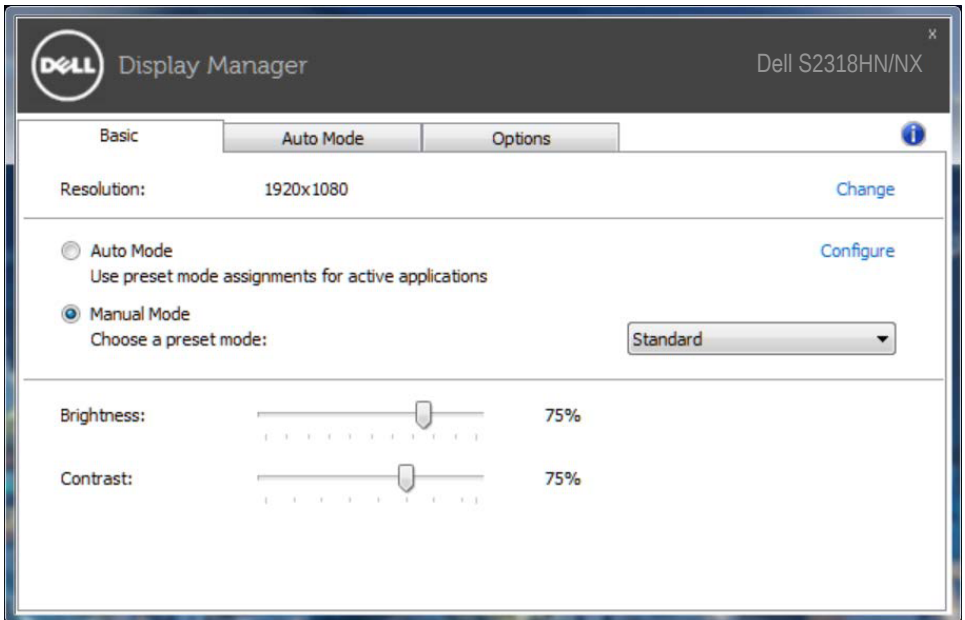 DELL Display Manager Dell S2318HN/NX x
Basic Auto Mode Options i
Resolution: 1920x1080 Change
Auto Mode Configure
Use preset mode assignments for active applications
Manual Mode
Choose a preset mode: Standard
Brightness: 75%
Contrast: 75%